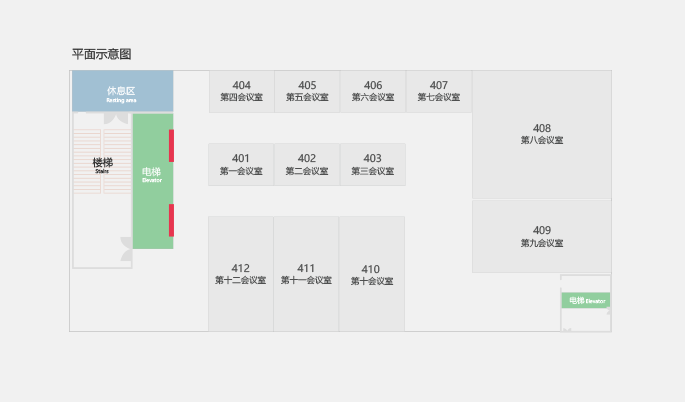 平面示意图
休息区
Resting area
404
第四会议室
405
第五会议室
406
第六会议室
407
第七会议室
408
第八会议室
楼梯
Stairs
电梯
Elevator
401
第一会议室
402
第二会议室
403
第三会议室
409
第九会议室
412
第十二会议室
411
第十一会议室
410
第十会议室
电梯 Elevator